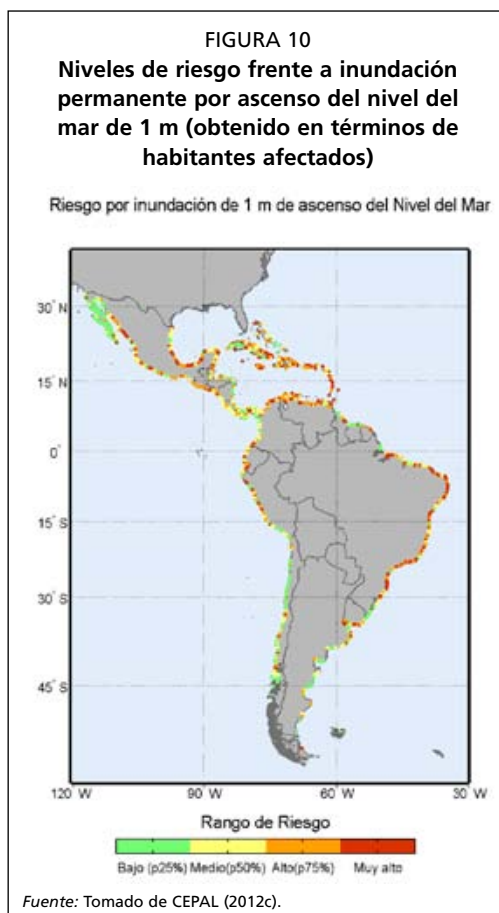 FIGURA 10
Niveles de riesgo frente a inundación
permanente por ascenso del nivel del
mar de 1 m (obtenido en términos de
habitantes afectados)
Riesgo por inundación de 1 m de ascenso del Nivel del Mar
30° N
15° N
0°
15° S
30° S
45° S
120 W 90 W 60 W 30 W
Rango de Riesgo
Bajo (p25%) Medio(p50%) Alto(p75%) Muy alto
Fuente: Tomado de CEPAL (2012c).